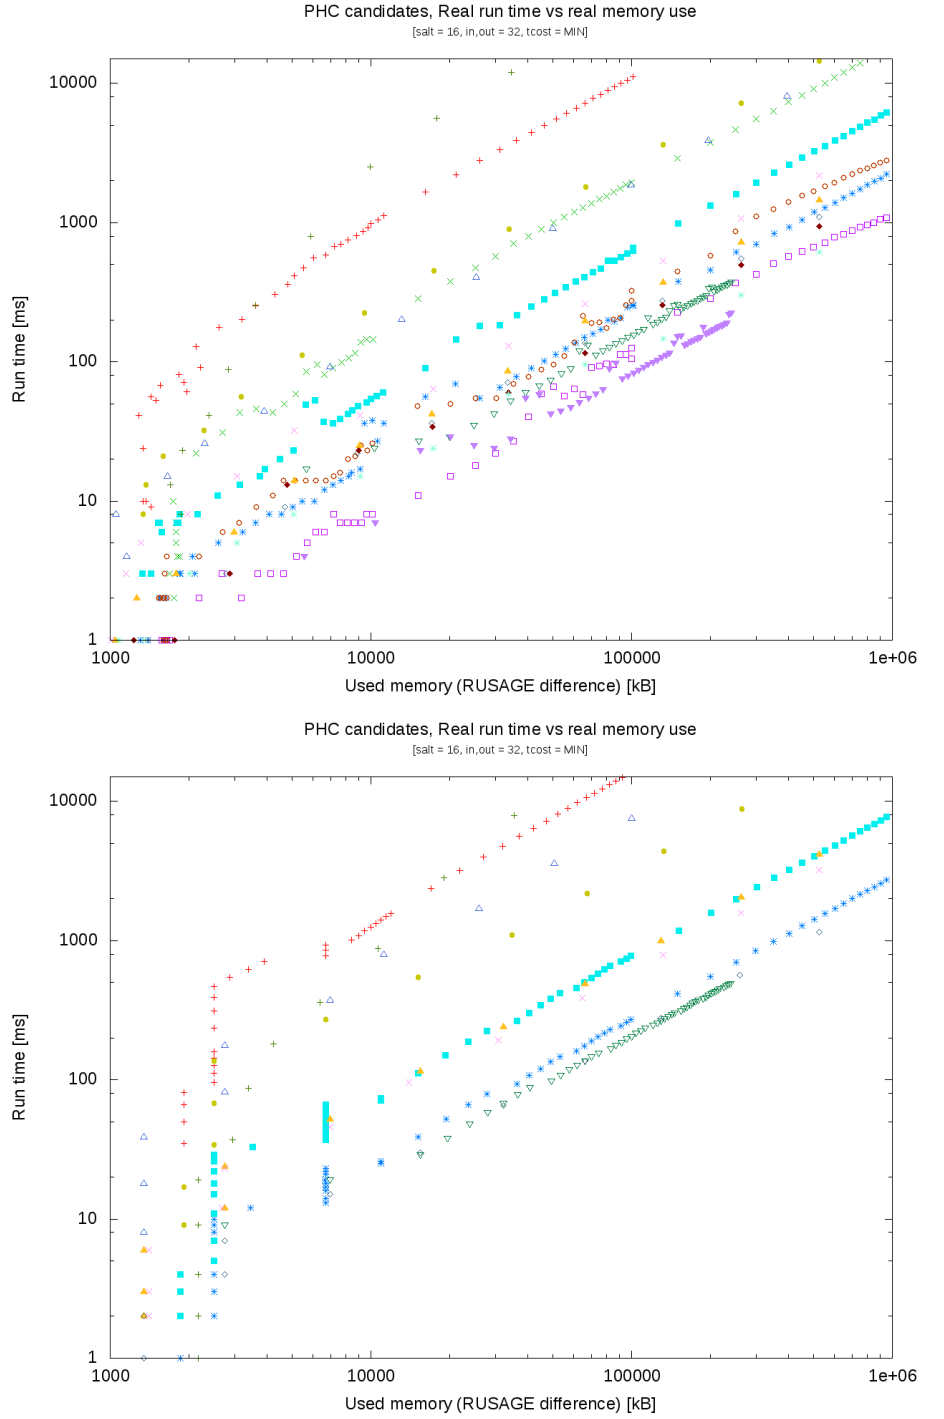 PHC candidates, Real run time vs real memory use
[salt = 16, in,out = 32, tcost = MIN]
10000
1000
100
10
1
Run time [ms]
1000
10000
100000
1e+06
Used memory (RUSAGE difference) [kB]
PHC candidates, Real run time vs real memory use
[salt = 16, in,out = 32, tcost = MIN]
10000
1000
100
10
1
Run time [ms]
1000
10000
100000
1e+06
Used memory (RUSAGE difference) [kB]